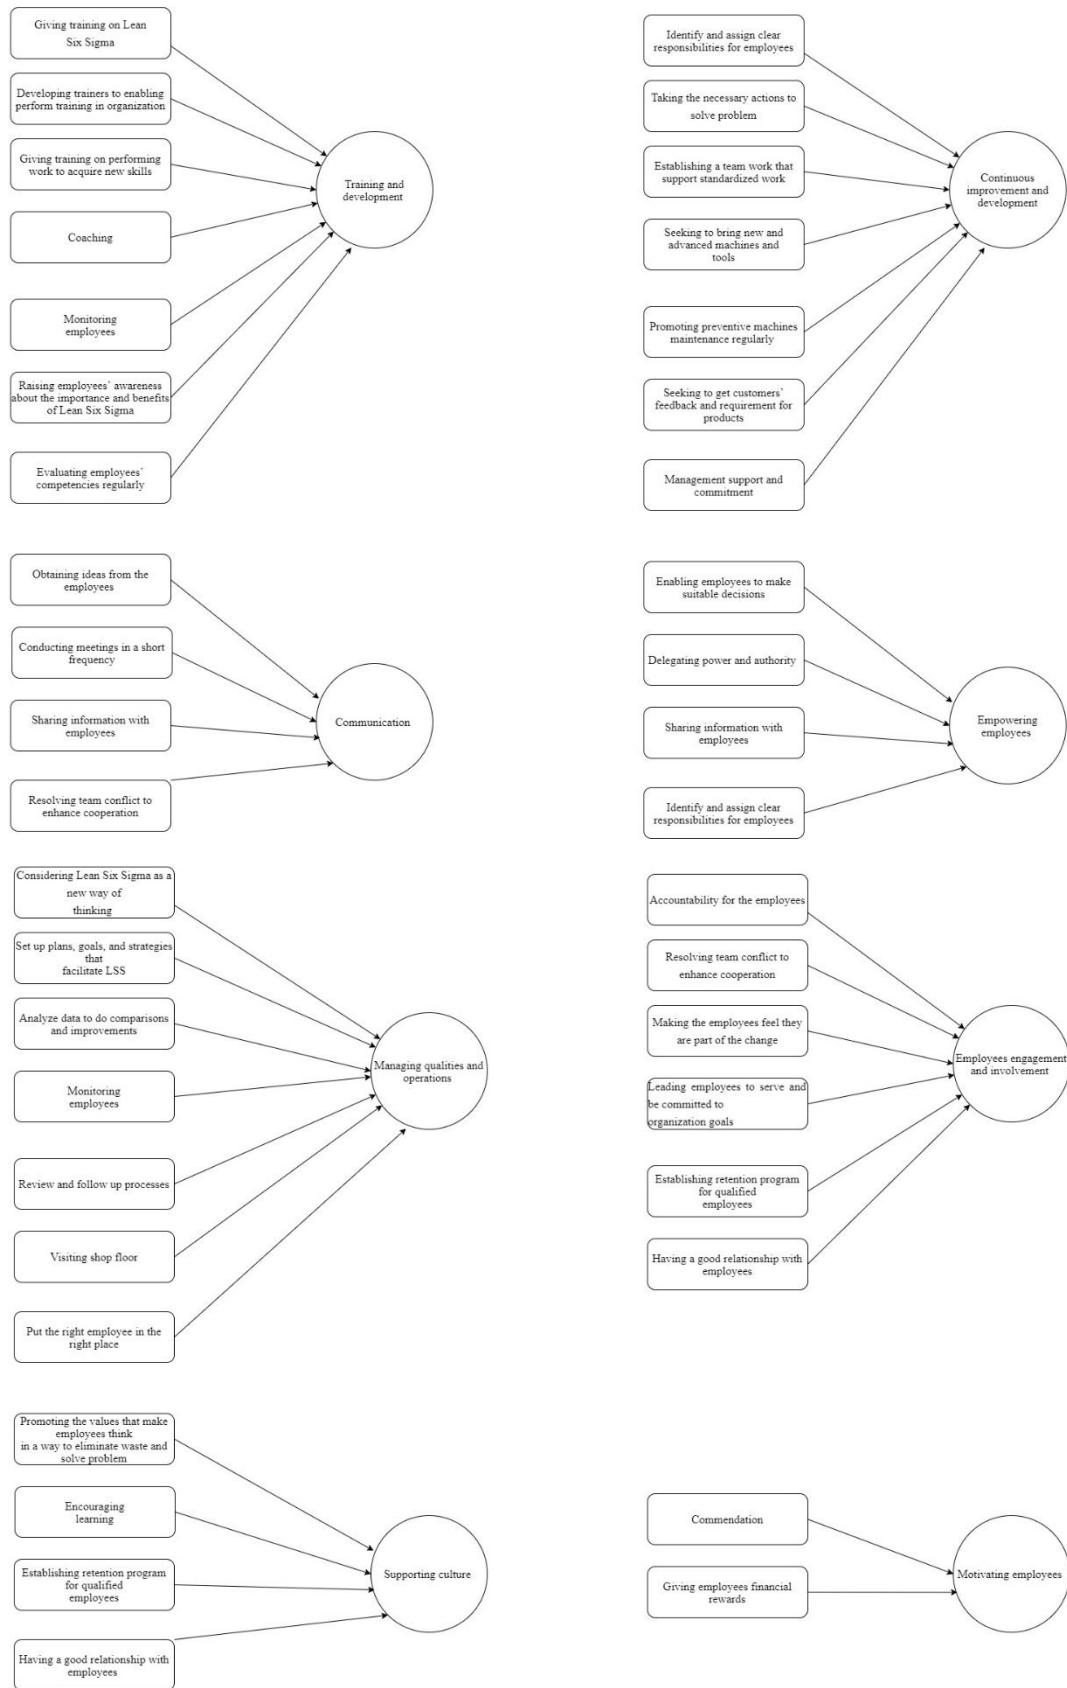 Giving training on Lean
Six Sigma
Developing trainers to enabling
perform training in organization
Giving training on performing
work to acquire new skills
Coaching
Monitoring
employees
Raising employees’ awareness
about the importance and benefits
of Lean Six Sigma
Evaluating employees’
competencies regularly
Training and
development
Identify and assign clear
responsibilities for employees
Taking the necessary actions to
solve problem
Establishing a team work that
support standardized work
Seeking to bring new and
advanced machines and
tools
Promoting preventive machines
maintenance regularly
Seeking to get customers’
feedback and requirement for
products
Management support and
commitment
Continuous
improvement and
development
Obtaining ideas from the
employees
Conducting meetings in a short
frequency
Sharing information with
employees
Resolving team conflict to
enhance cooperation
Communication
Enabling employees to make
suitable decisions
Delegating power and authority
Sharing information with
employees
Identify and assign clear
responsibilities for employees
Empowering
employees
Considering Lean Six Sigma as a
new way of
thinking
Set up plans, goals, and strategies
that
facilitate LSS
Analyze data to do comparisons
and improvements
Monitoring
employees
Review and follow up processes
Visiting shop floor
Put the right employee in the
right place
Managing qualities and
operations
Accountability for the employees
Resolving team conflict to
enhance cooperation
Making the employees feel they
are part of the change
Leading employees to serve and
be committed to
organization goals
Establishing retention program
for qualified
employees
Having a good relationship with
employees
Employees engagement
and involvement
Promoting the values that make
employees think
in a way to eliminate waste and
solve problem
Encouraging
learning
Establishing retention program
for qualified
employees
Having a good relationship with
employees
Supporting culture
Commendation
Giving employees financial
rewards
Motivating employees